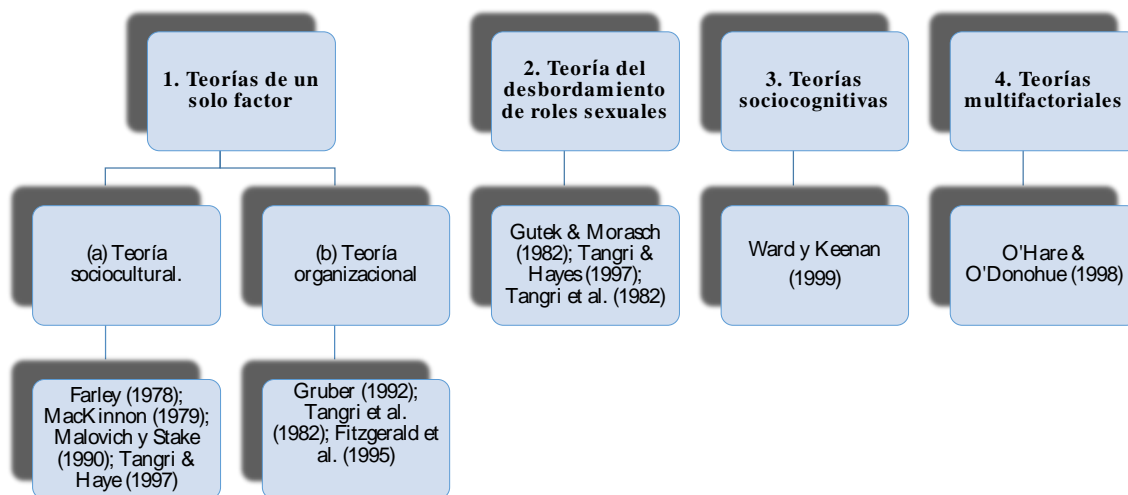 1. Teorías de un
solo factor
2. Teoría del
desbordamiento
de roles sexuales
3. Teorías
sociocognitivas
4. Teorías
multifactoriales
(a) Teoría
sociocultural.
(b) Teoría
organizacional
Gutek & Morasch
(1982); Tangri &
Hayes (1997);
Tangri et al. (1982)
Ward y Keenan
(1999)
O'Hare &
O'Donohue (1998)
Farley (1978);
MacKinnon (1979);
Malovich y Stake
(1990); Tangri &
Haye (1997)
Gruber (1992);
Tangri et al.
(1982); Fitzgerald et
al. (1995)